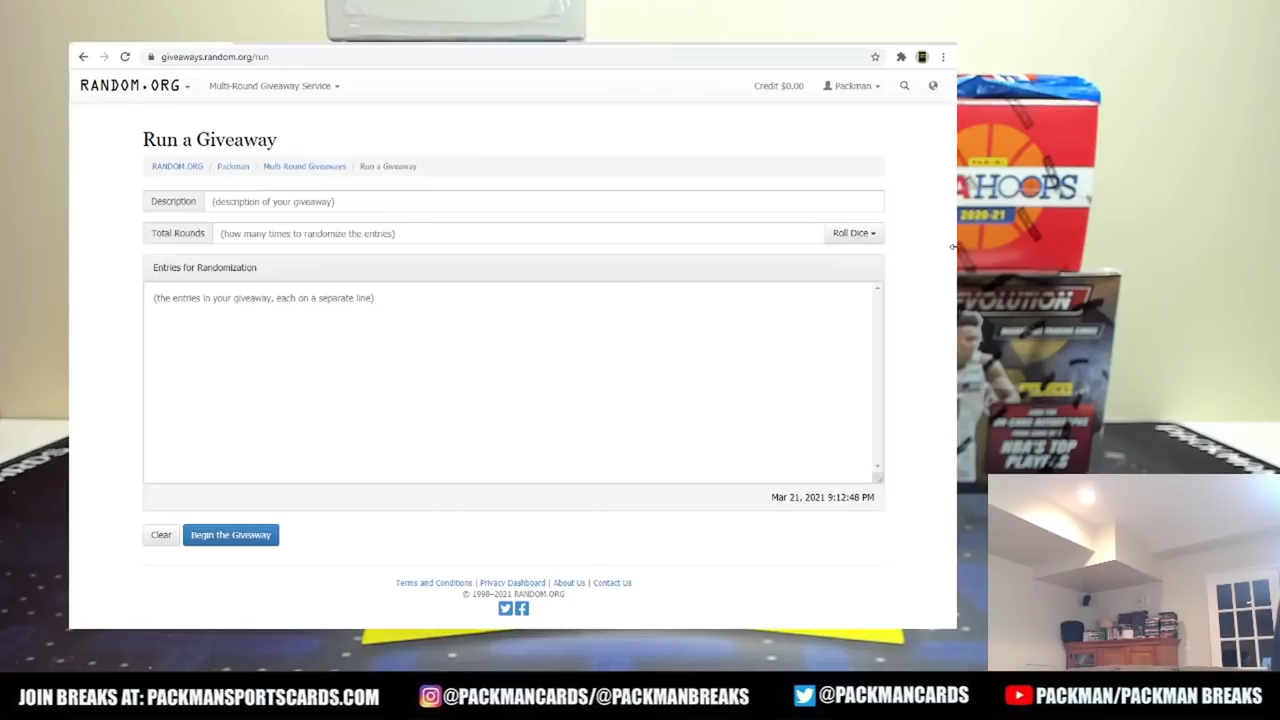 giveaways.random.org/run
RANDOM.ORG
Multi-Round Giveaway Service
Credit $0.00
Packman
Run a Giveaway
RANDOM.ORG / Packman / Multi-Round Giveaways / Run a Giveaway
Description
(description of your giveaway)
Total Rounds
(how many times to randomize the entries)
Roll Dice
Entries for Randomization
(the entries in your giveaway, each on a separate line)
Mar 21, 2021 9:12:48 PM
Clear
Begin the Giveaway
Terms and Conditions | Privacy Dashboard | About Us | Contact Us
© 1998–2021 RANDOM.ORG
PANINI
HOOPS
2020-21
NBA'S TOP
JOIN BREAKS AT: PACKMANSPORTSCARDS.COM
@PACKMANCARDS/@PACKMANBREAKS
@PACKMANCARDS
PACKMAN/PACKMAN BREAKS